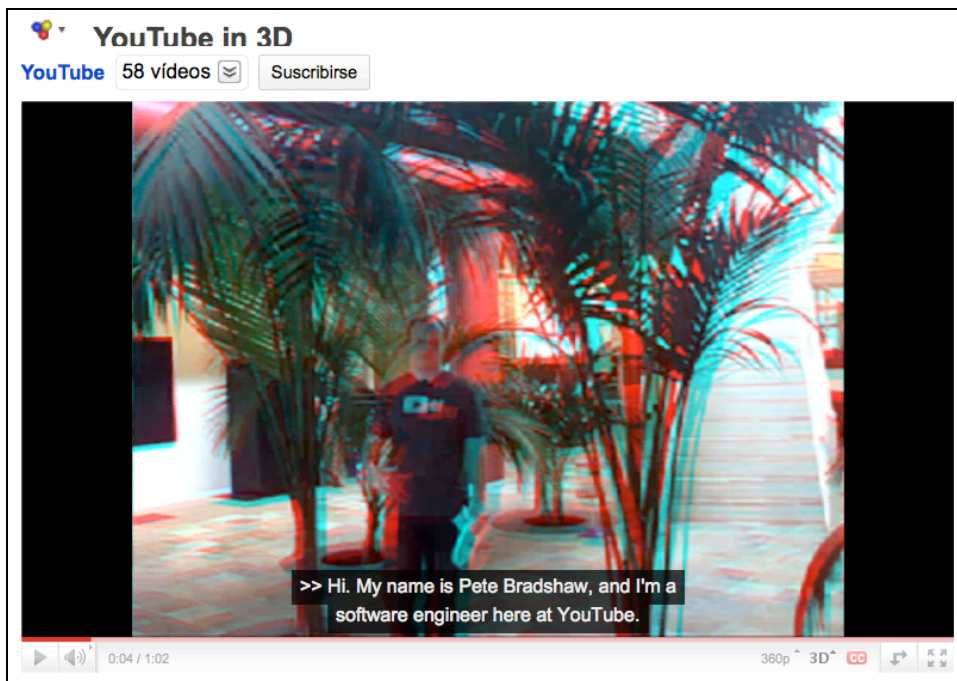 YouTube in 3D
YouTube 58 vídeos Suscribirse
>> Hi. My name is Pete Bradshaw, and I'm a
software engineer here at YouTube.
0:04 / 1:02 360p 3D CC